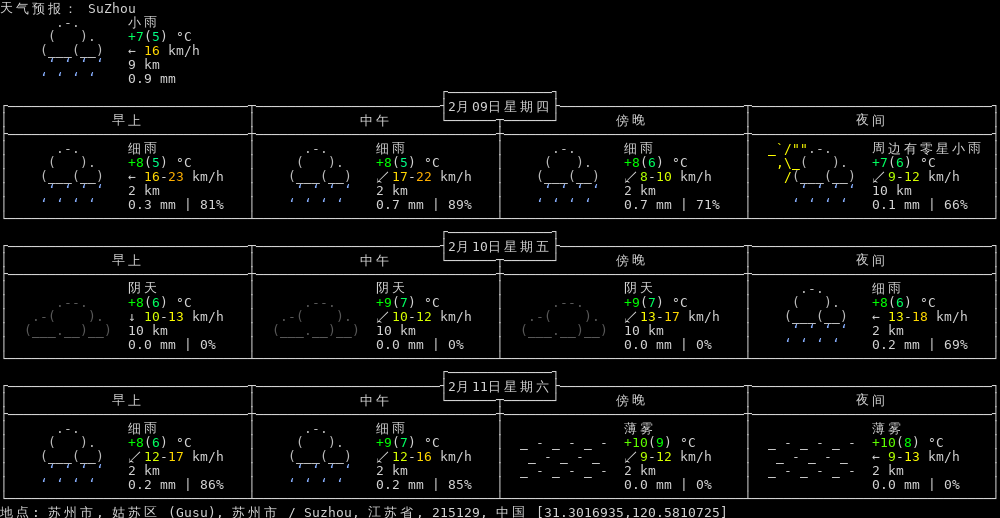 天气预报： SuZhou
小雨
+7(5) °C
← 16 km/h
9 km
0.9 mm
2月09日星期四
早上 中午 傍晚 夜间
细雨 细雨 细雨 周边有零星小雨
+8(5) °C +8(5) °C +8(6) °C +7(6) °C
← 16-23 km/h ↙ 17-22 km/h ↙ 8-10 km/h ↙ 9-12 km/h
2 km 2 km 2 km 10 km
0.3 mm | 81% 0.7 mm | 89% 0.7 mm | 71% 0.1 mm | 66%
2月10日星期五
早上 中午 傍晚 夜间
阴天 阴天 阴天 细雨
+8(6) °C +9(7) °C +9(7) °C +8(6) °C
↓ 10-13 km/h ↙ 10-12 km/h ↙ 13-17 km/h ← 13-18 km/h
10 km 10 km 10 km 2 km
0.0 mm | 0% 0.0 mm | 0% 0.0 mm | 0% 0.2 mm | 69%
2月11日星期六
早上 中午 傍晚 夜间
细雨 细雨 薄雾 薄雾
+8(6) °C +9(7) °C +10(9) °C +10(8) °C
↙ 12-17 km/h ↙ 12-16 km/h ↙ 9-12 km/h ← 9-13 km/h
2 km 2 km 2 km 2 km
0.2 mm | 86% 0.2 mm | 85% 0.0 mm | 0% 0.0 mm | 0%
地点: 苏州市, 姑苏区 (Gusu), 苏州市 / Suzhou, 江苏省, 215129, 中国 [31.3016935,120.5810725]